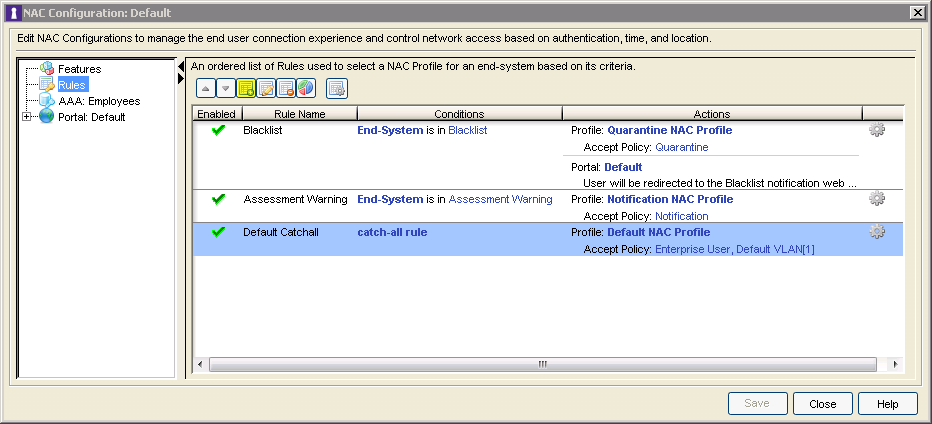 NAC Configuration: Default
Edit NAC Configurations to manage the end user connection experience and control network access based on authentication, time, and location.
Features
Rules
AAA: Employees
Portal: Default
An ordered list of Rules used to select a NAC Profile for an end-system based on its criteria.
Enabled Rule Name Conditions Actions
Blacklist End-System is in Blacklist Profile: Quarantine NAC Profile
Accept Policy: Quarantine
Portal: Default
User will be redirected to the Blacklist notification web ...
Assessment Warning End-System is in Assessment Warning Profile: Notification NAC Profile
Accept Policy: Notification
Default Catchall catch-all rule Profile: Default NAC Profile
Accept Policy: Enterprise User, Default VLAN[1]
Save Close Help